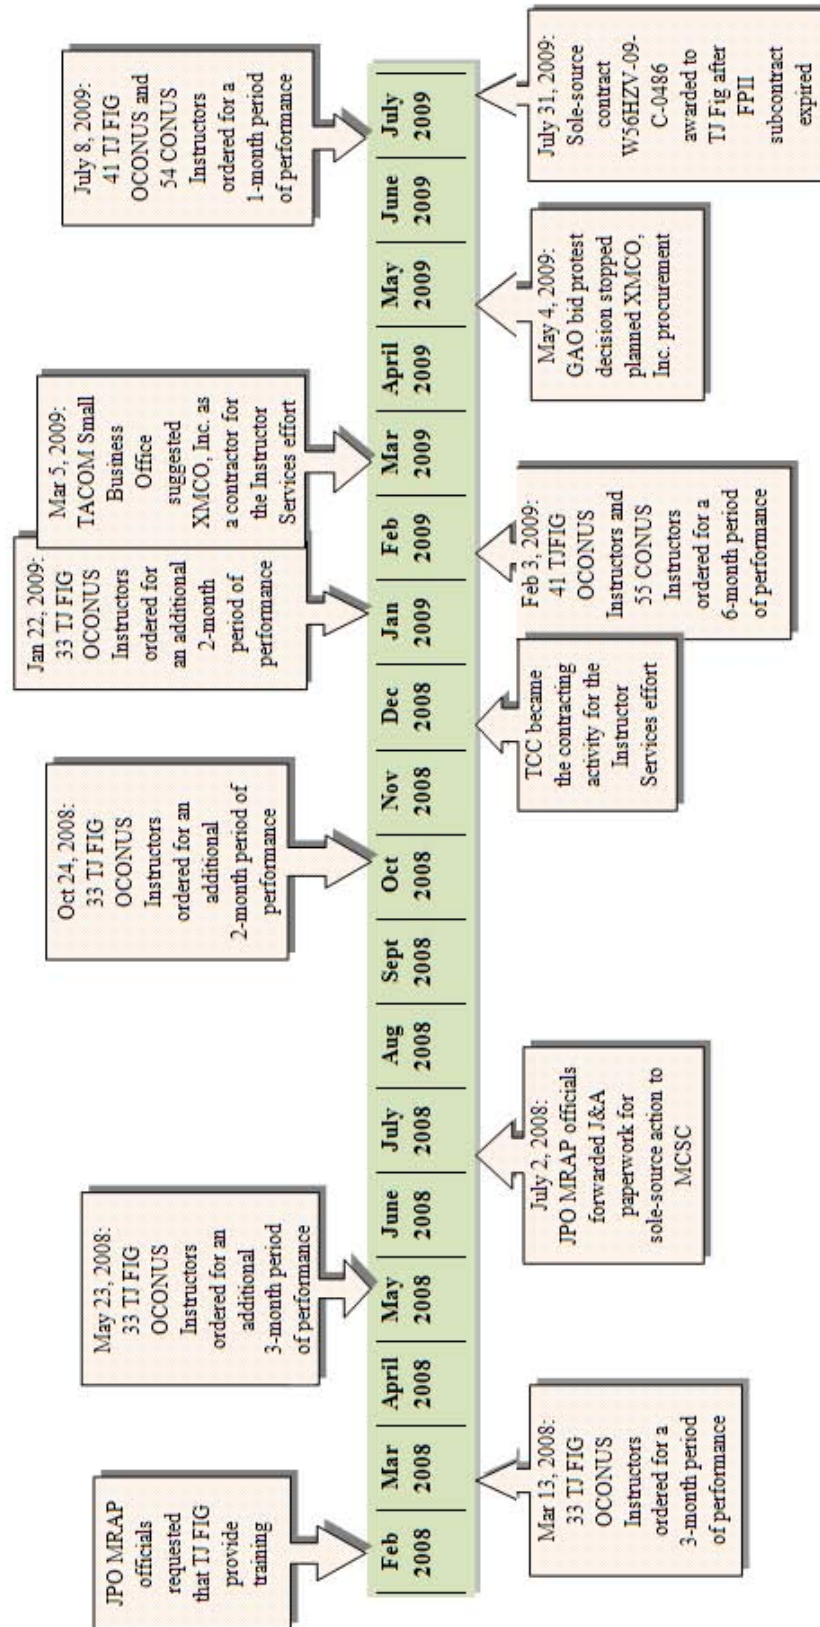 JPO MRAP
officials
requested
that TJ FIG
provide
training
May 23, 2008:
33 TJ FIG
OCONUS
Instructors
ordered for an
additional
3-month period
of performance
Oct 24, 2008:
33 TJ FIG
OCONUS
Instructors
ordered for an
additional
2-month period of
performance
Jan 22, 2009:
33 TJ FIG
OCONUS
Instructors
ordered for
an additional
2-month
period of
performance
Mar 5, 2009:
TACOM Small
Business
Office
suggested
XMCO, Inc. as
a contractor for
the Instructor
Services effort
July 8, 2009:
41 TJ FIG
OCONUS and
54 CONUS
Instructors
ordered for a
1-month period
of performance
Feb
2008
Mar
2008
April
2008
May
2008
June
2008
July
2008
Aug
2008
Sept
2008
Oct
2008
Nov
2008
Dec
2008
Jan
2009
Feb
2009
Mar
2009
April
2009
May
2009
June
2009
July
2009
Mar 13, 2008:
33 TJ FIG
OCONUS
Instructors
ordered for a
3-month period
of performance
July 2, 2008:
JPO MRAP officials
forwarded J&A
paperwork for
sole-source action to
MCSC
TCC became
the contracting
activity for the
Instructor
Services effort
Feb 3, 2009:
41 TJFIG
OCONUS
Instructors and
55 CONUS
Instructors
ordered for a
6-month period
of performance
May 4, 2009:
GAO bid protest
decision stopped
planned XMCO,
Inc. procurement
July 31, 2009:
Sole-source
contract
W56HZV-09-
C-0486
awarded to
TJ Fig after
FPII
subcontract
expired